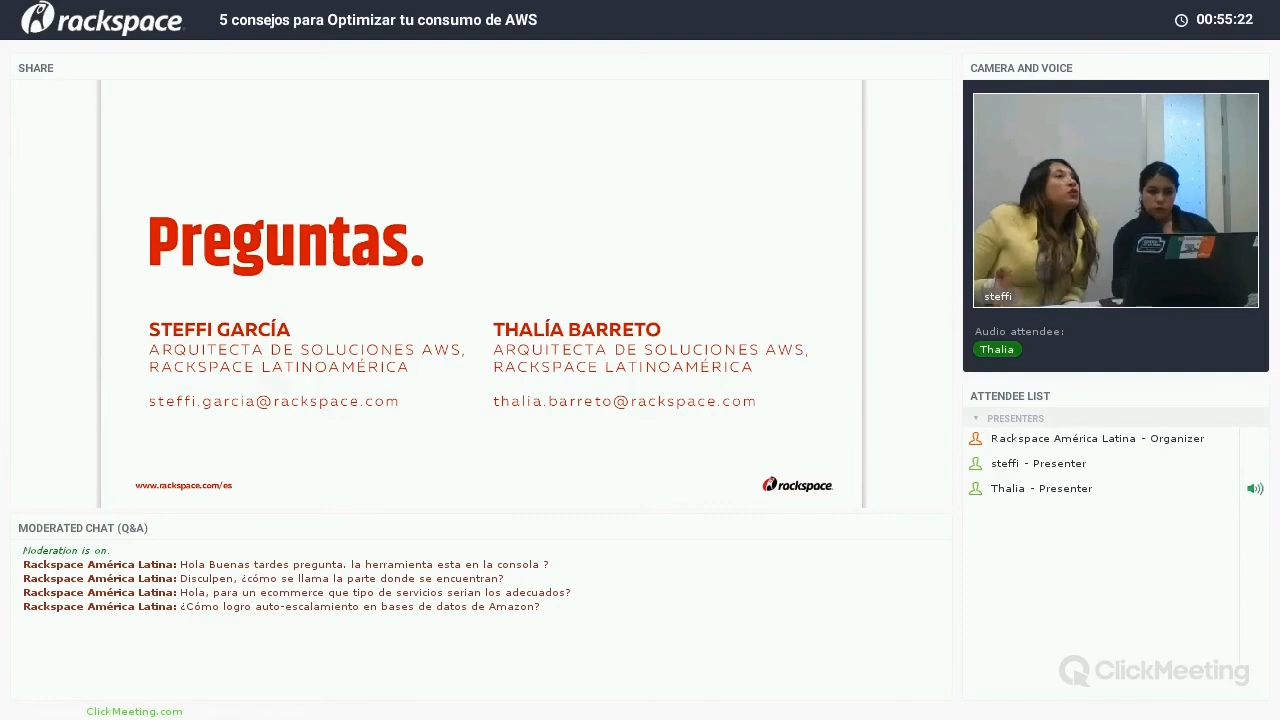 rackspace
5 consejos para Optimizar tu consumo de AWS
00:55:22
SHARE
Preguntas.
STEFFI GARCÍA
ARQUITECTA DE SOLUCIONES AWS,
RACKSPACE LATINOAMÉRICA
steffi.garcia@rackspace.com
THALÍA BARRETO
ARQUITECTA DE SOLUCIONES AWS,
RACKSPACE LATINOAMÉRICA
thalia.barreto@rackspace.com
www.rackspace.com/es
rackspace.
MODERATED CHAT (Q&A)
Moderation is on.
Rackspace América Latina: Hola Buenas tardes pregunta. la herramienta esta en la consola ?
Rackspace América Latina: Disculpen, ¿cómo se llama la parte donde se encuentran?
Rackspace América Latina: Hola, para un ecommerce que tipo de servicios serian los adecuados?
Rackspace América Latina: ¿Cómo logro auto-escalamiento en bases de datos de Amazon?
ClickMeeting.com
CAMERA AND VOICE
steffi
Audio attendee:
Thalia
ATTENDEE LIST
PRESENTERS
Rackspace América Latina - Organizer
steffi - Presenter
Thalia - Presenter
ClickMeeting